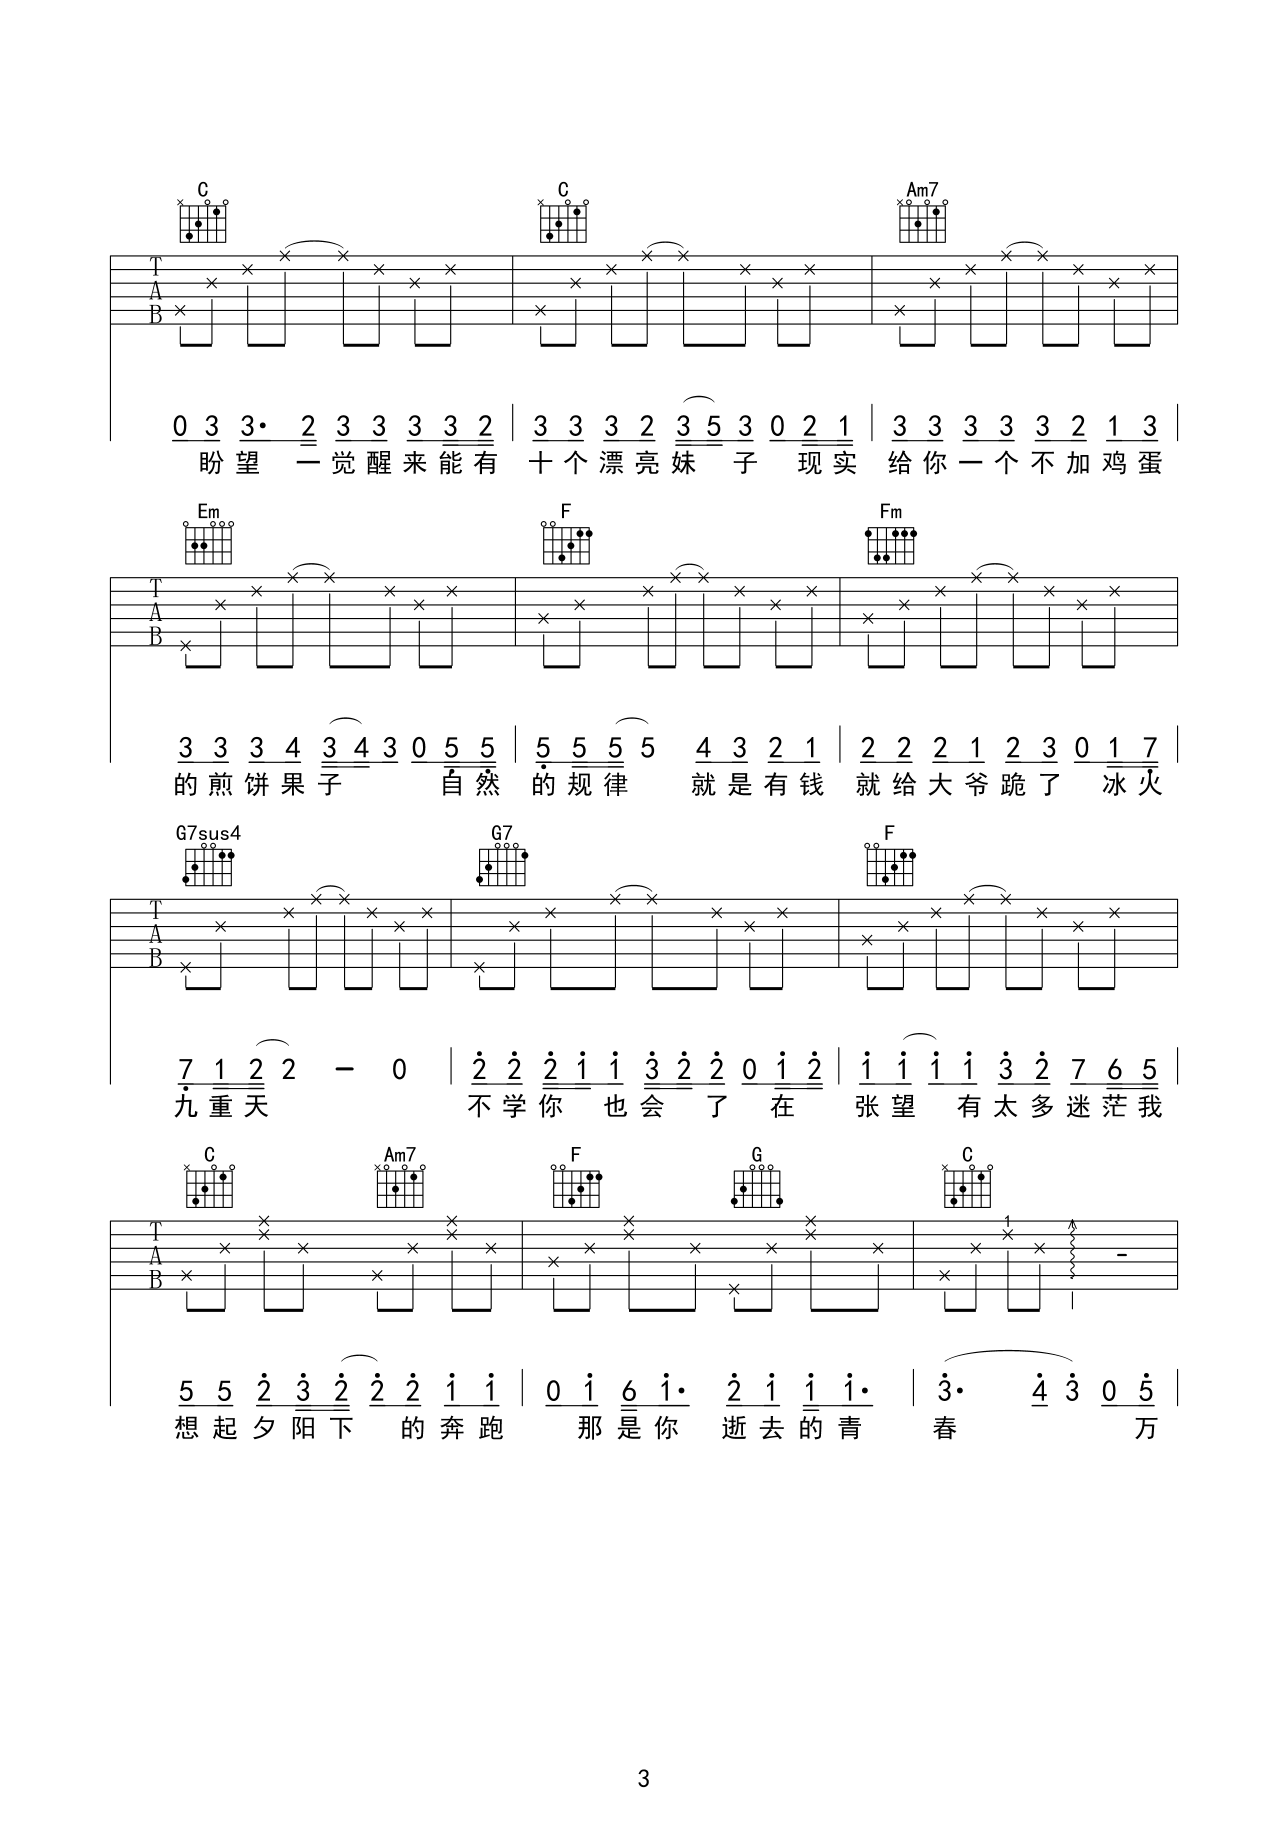 C C Am7
T
A
B
0 3 3• 2 3 3 3 3 2 3 3 3 2 3 5 3 0 2 1 3 3 3 3 3 2 1 3
盼望 一觉醒来能有 十个漂亮妹 子 现实 给你一个不加鸡蛋
Em F Fm
T
A
B
3 3 3 4 3 4 3 0 5 5 5 5 5 5 4 3 2 1 2 2 2 1 2 3 0 1 7
的煎饼果子 自然 的规律 就是有钱 就给大爷跪了 冰火
G7sus4 G7 F
T
A
B
7 1 2 2 - 0 2 2 2 1 1 3 2 2 0 1 2 1 1 1 1 3 2 7 6 5
九重天 不学你 也会 了 在 张望 有太多迷茫我
C Am7 F G C
1
T
A
B
5 5 2 3 2 2 2 1 1 0 1 6 1• 2 1 1 1• 3• 4 3 0 5
想起夕阳下 的奔跑 那是你 逝去的青 春 万
3